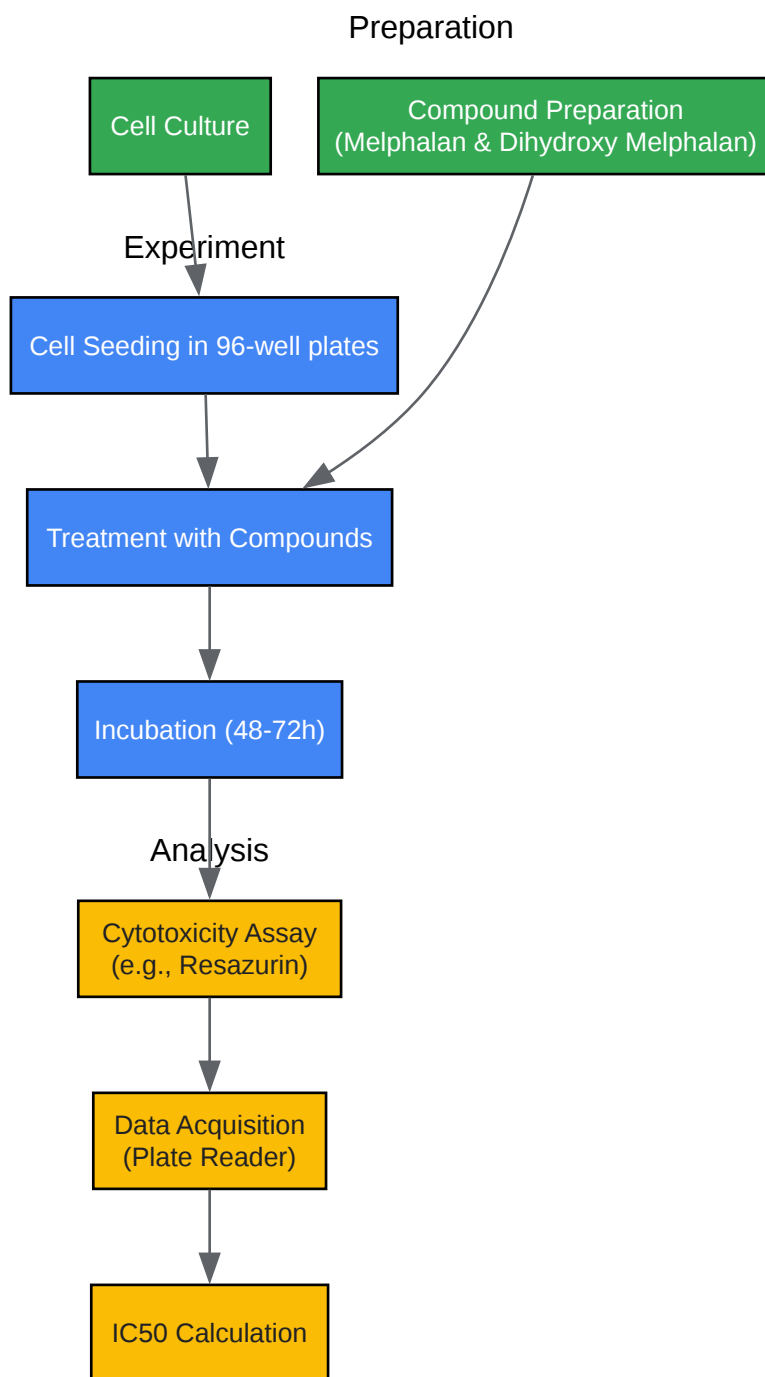 Preparation
Cell Culture
Compound Preparation
(Melphalan & Dihydroxy Melphalan)
Experiment
Cell Seeding in 96-well plates
Treatment with Compounds
Incubation (48-72h)
Analysis
Cytotoxicity Assay
(e.g., Resazurin)
Data Acquisition
(Plate Reader)
IC50 Calculation